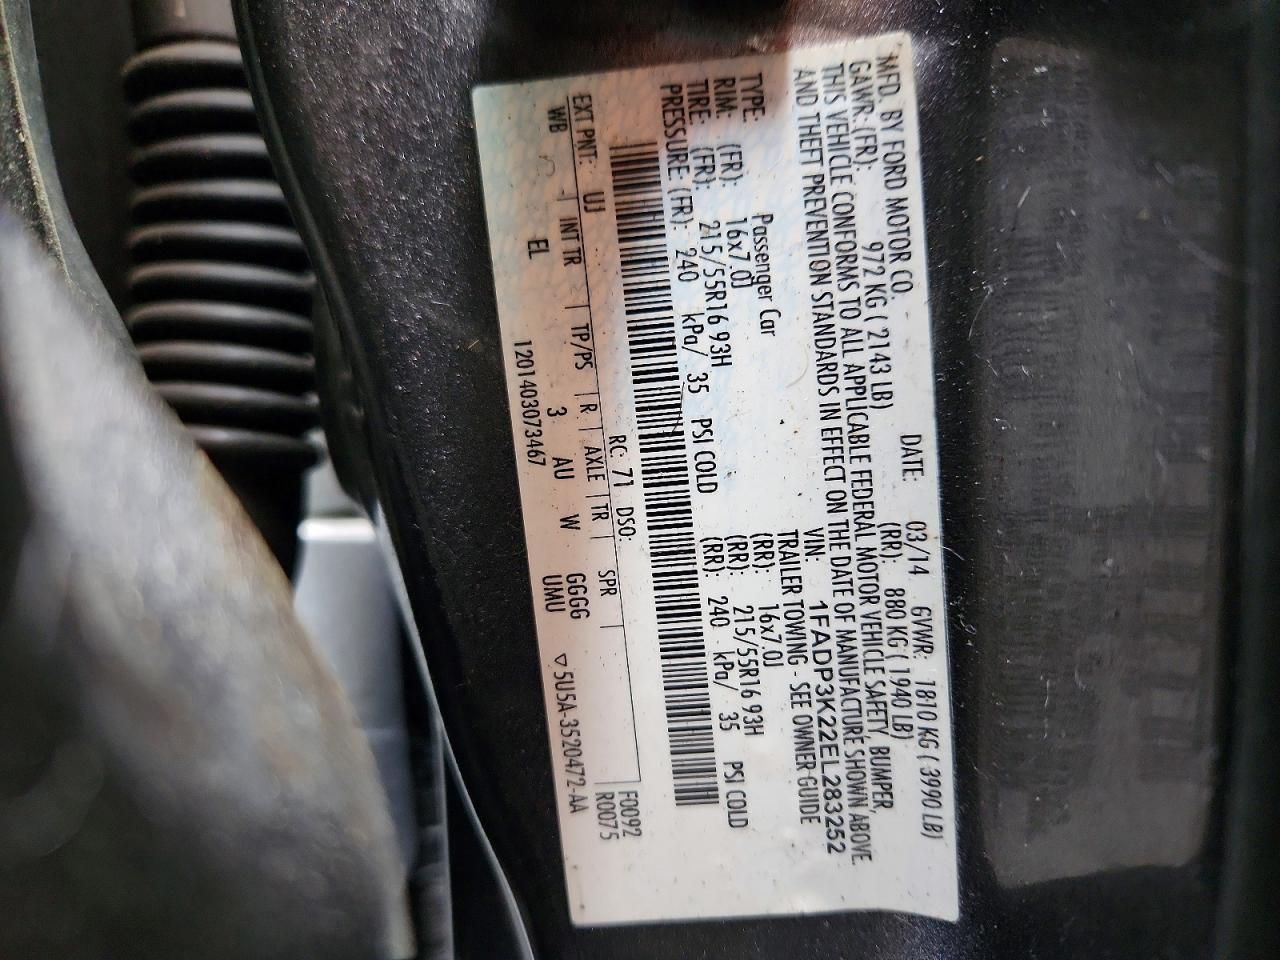 MFD. BY FORD MOTOR CO. DATE: 03/14 GVWR: 1810 KG ( 3990 LB)
GAWR: (FR): 972 KG ( 2143 LB) (RR): 880 KG ( 1940 LB)
THIS VEHICLE CONFORMS TO ALL APPLICABLE FEDERAL MOTOR VEHICLE SAFETY, BUMPER,
AND THEFT PREVENTION STANDARDS IN EFFECT ON THE DATE OF MANUFACTURE SHOWN ABOVE.
VIN: 1FADP3K22EL283252
TYPE: Passenger Car TRAILER TOWING - SEE OWNER GUIDE
RIM: (FR): 16x7.0J (RR): 16x7.0J
TIRE: (FR): 215/55R16 93H (RR): 215/55R16 93H
PRESSURE (FR): 240 kPa/ 35 PSI COLD (RR): 240 kPa/ 35 PSI COLD
EXT PNT: UJ RC: 71 DSO: F0092
WB INT TR TP/PS R AXLE TR SPR R0075
EL 3 AU W GGGG
UMU
1201403073467 5U5A-3520472-AA